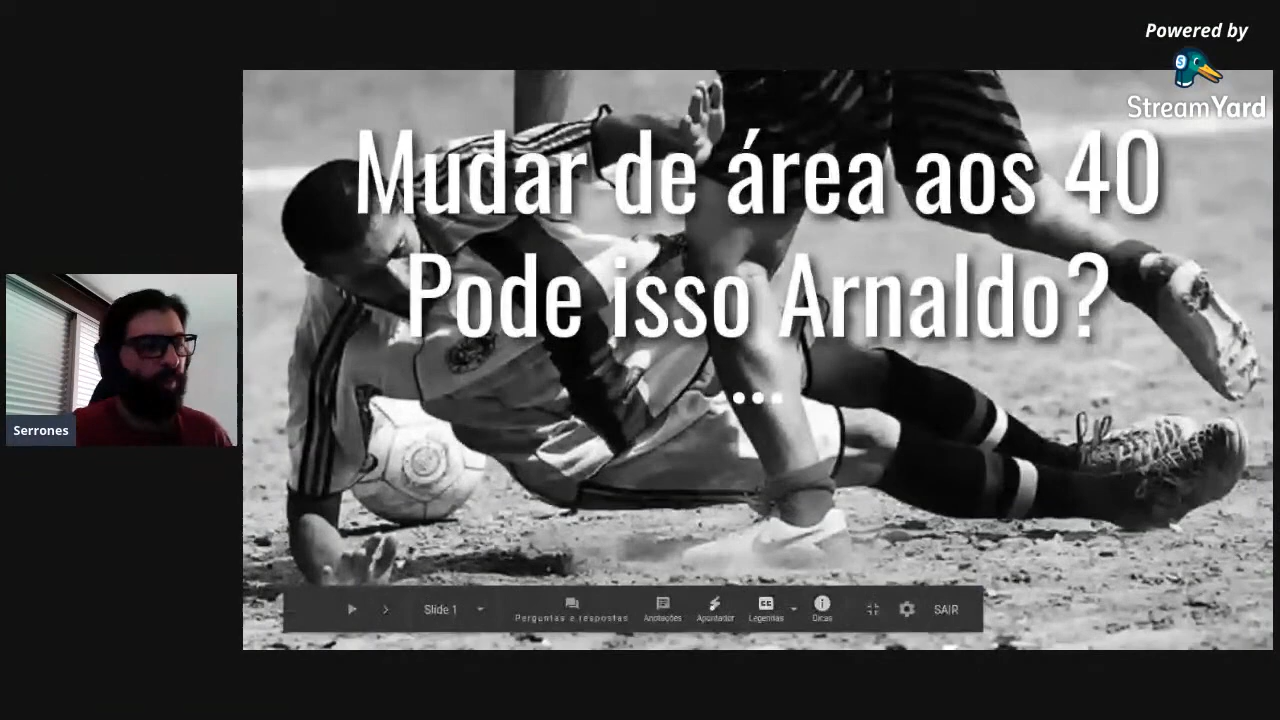 Powered by
StreamYard
Mudar de área aos 40
Pode isso Arnaldo?
...
Serrones
Slide 1
Perguntas e respostas
Anotações
Apontador
Legendas
Dicas
SAIR